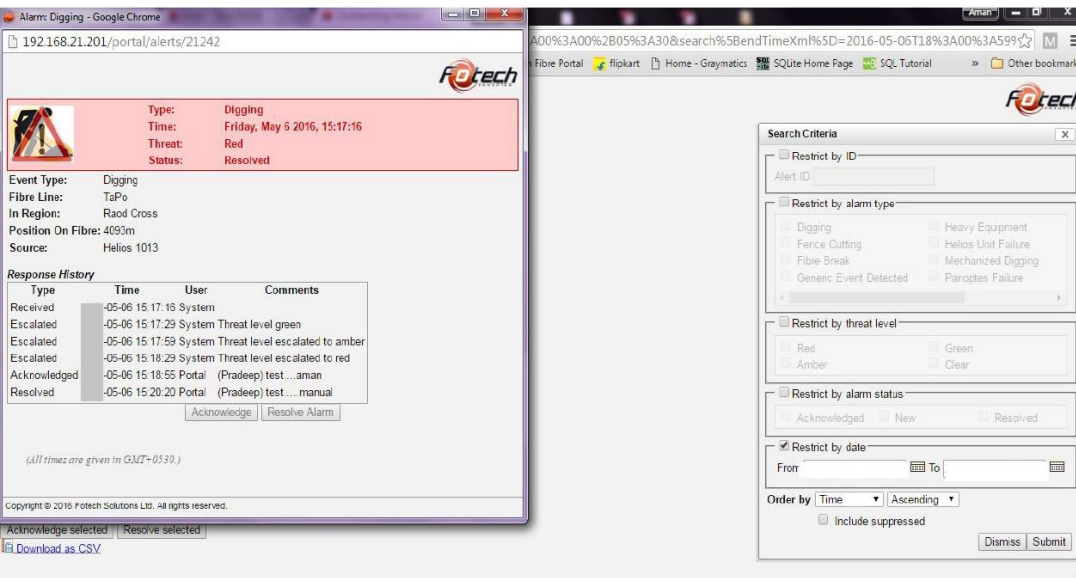 Alarm: Digging - Google Chrome
192.168.21.201/portal/alerts/21242
Fotech
Type: Digging
Time: Friday, May 6 2016, 15:17:16
Threat: Red
Status: Resolved
Event Type: Digging
Fibre Line: TaPo
In Region: Raod Cross
Position On Fibre: 4093m
Source: Helios 1013
Response History
Type Time User Comments
Received -05-06 15:17:16 System
Escalated -05-06 15:17:29 System Threat level green
Escalated -05-06 15:17:59 System Threat level escalated to amber
Escalated -05-06 15:18:29 System Threat level escalated to red
Acknowledged -05-06 15:18:55 Portal (Pradeep) test....aman
Resolved -05-06 15:20:20 Portal (Pradeep) test.....manual
Acknowledge Resolve Alarm
(All times are given in GMT+0530.)
Copyright © 2016 Fotech Solutions Ltd. All rights reserved.
Acknowledge selected Resolve selected
Download as CSV
Aman
A00%3A00%2B05%3A30&search%5BendTimeXml%5D=2016-05-06T18%3A00%3A599
Fibre Portal flipkart Home - Graymatics SQLite Home Page SQL Tutorial » Other bookmark
Fotech
Search Criteria
Restrict by ID
Alert ID
Restrict by alarm type
Digging Heavy Equipment
Fence Cutting Helios Unit Failure
Fibre Break Mechanized Digging
Generic Event Detected Panoptes Failure
Restrict by threat level
Red Green
Amber Clear
Restrict by alarm status
Acknowledged New Resolved
Restrict by date
From To
Order by Time Ascending
Include suppressed
Dismiss Submit